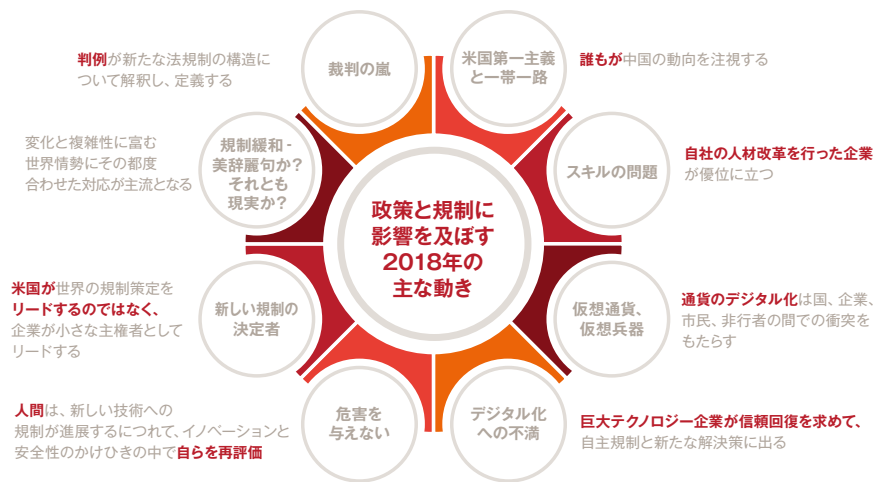 政策と規制に
影響を及ぼす
2018年の
主な動き
米国第一主義
と一帯一路
誰もが中国の動向を注視する
スキルの問題
自社の人材改革を行った企業
が優位に立つ
仮想通貨、
仮想兵器
通貨のデジタル化は国、企業、
市民、非行者の間での衝突を
もたらす
デジタル化
への不満
巨大テクノロジー企業が信頼回復を求めて、
自主規制と新たな解決策に出る
危害を
与えない
人間は、新しい技術への
規制が進展するにつれて、イノベーションと
安全性のかけひきの中で自らを再評価
新しい規制の
決定者
米国が世界の規制策定を
リードするのではなく、
企業が小さな主権者として
リードする
規制緩和 -
美辞麗句か?
それとも
現実か?
変化と複雑性に富む
世界情勢にその都度
合わせた対応が主流となる
裁判の嵐
判例が新たな法規制の構造に
ついて解釈し、定義する